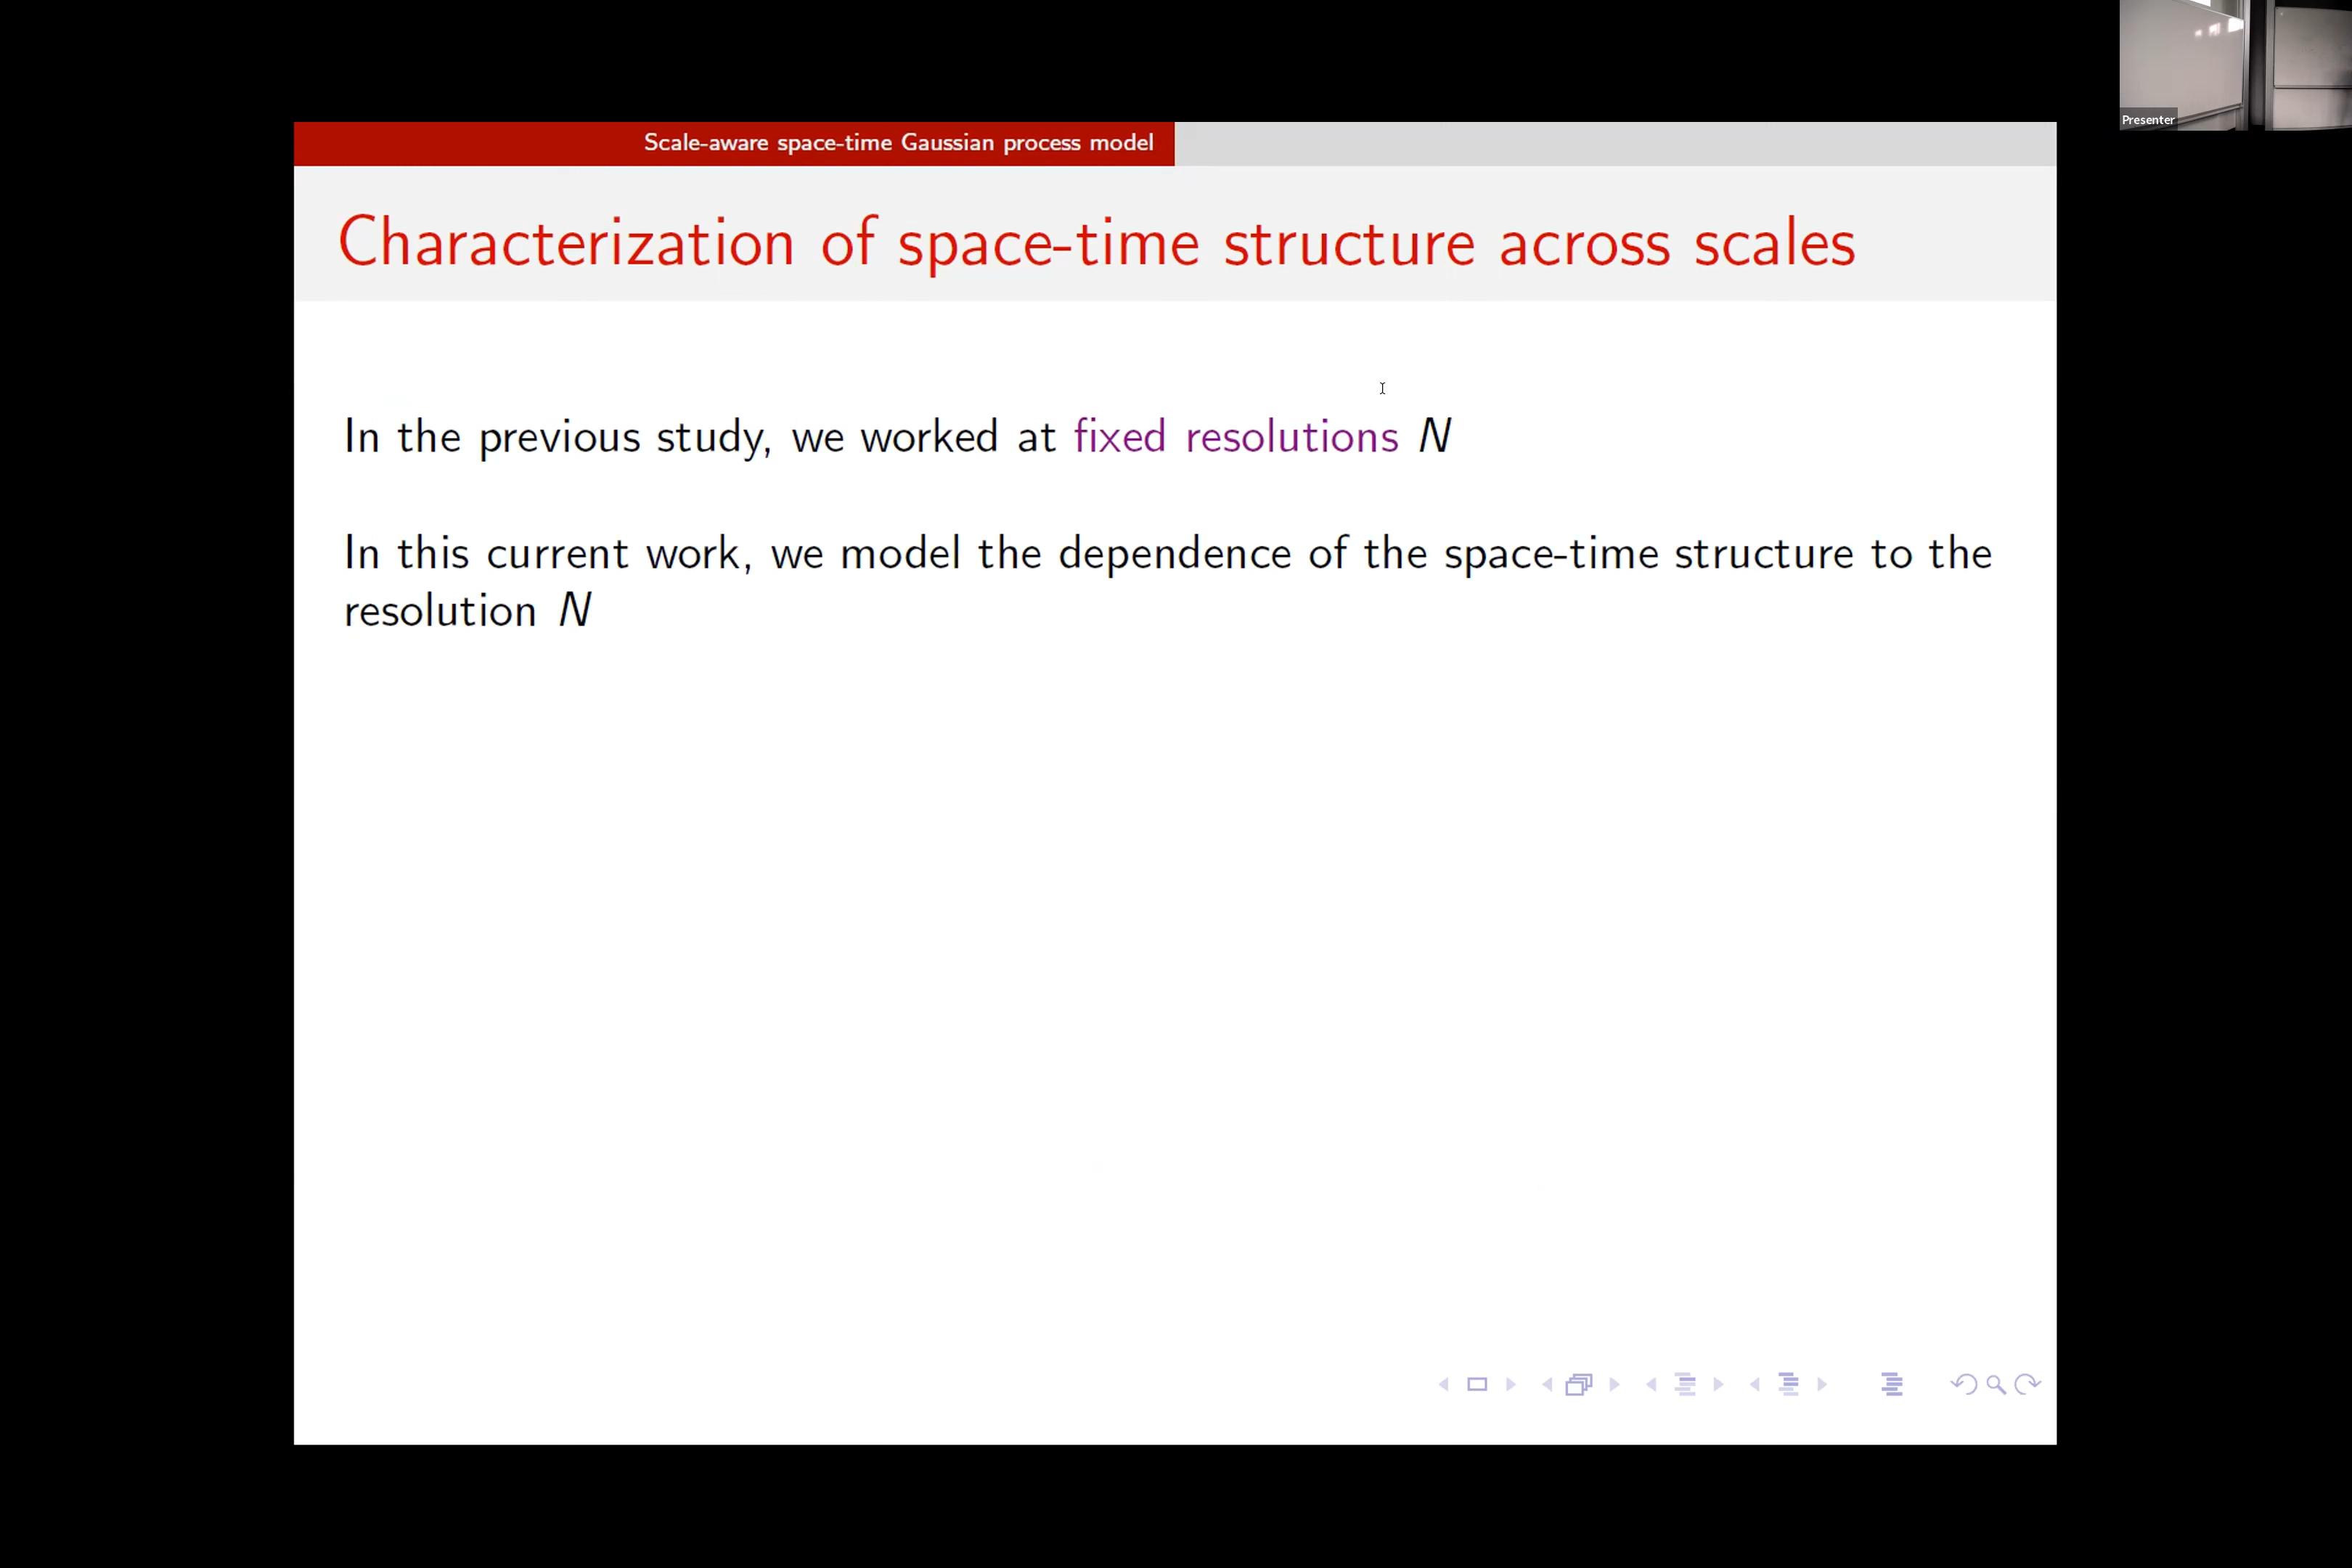 Presenter
Scale-aware space-time Gaussian process model
Characterization of space-time structure across scales
In the previous study, we worked at fixed resolutions N
In this current work, we model the dependence of the space-time structure to the
resolution N